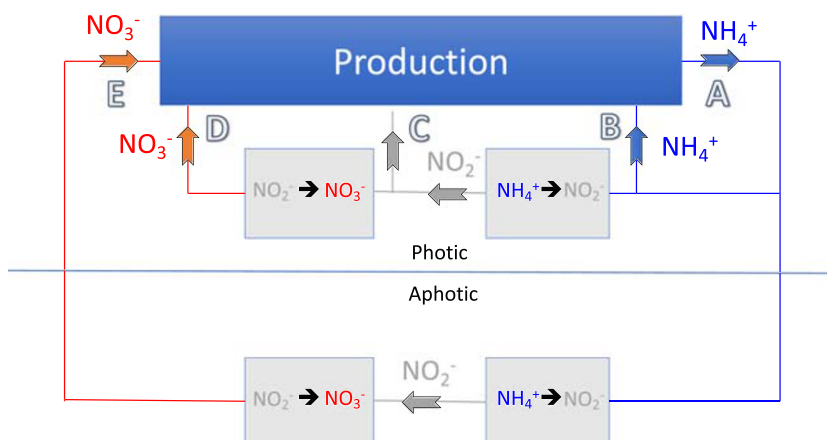 NO₃⁻
NH₄⁺
Production
E
A
NO₃⁻
D
C
B
NH₄⁺
NO₂⁻
NO₂⁻ ➔ NO₃⁻
NH₄⁺ ➔ NO₂⁻
Photic
Aphotic
NO₂⁻
NO₂⁻ ➔ NO₃⁻
NH₄⁺ ➔ NO₂⁻